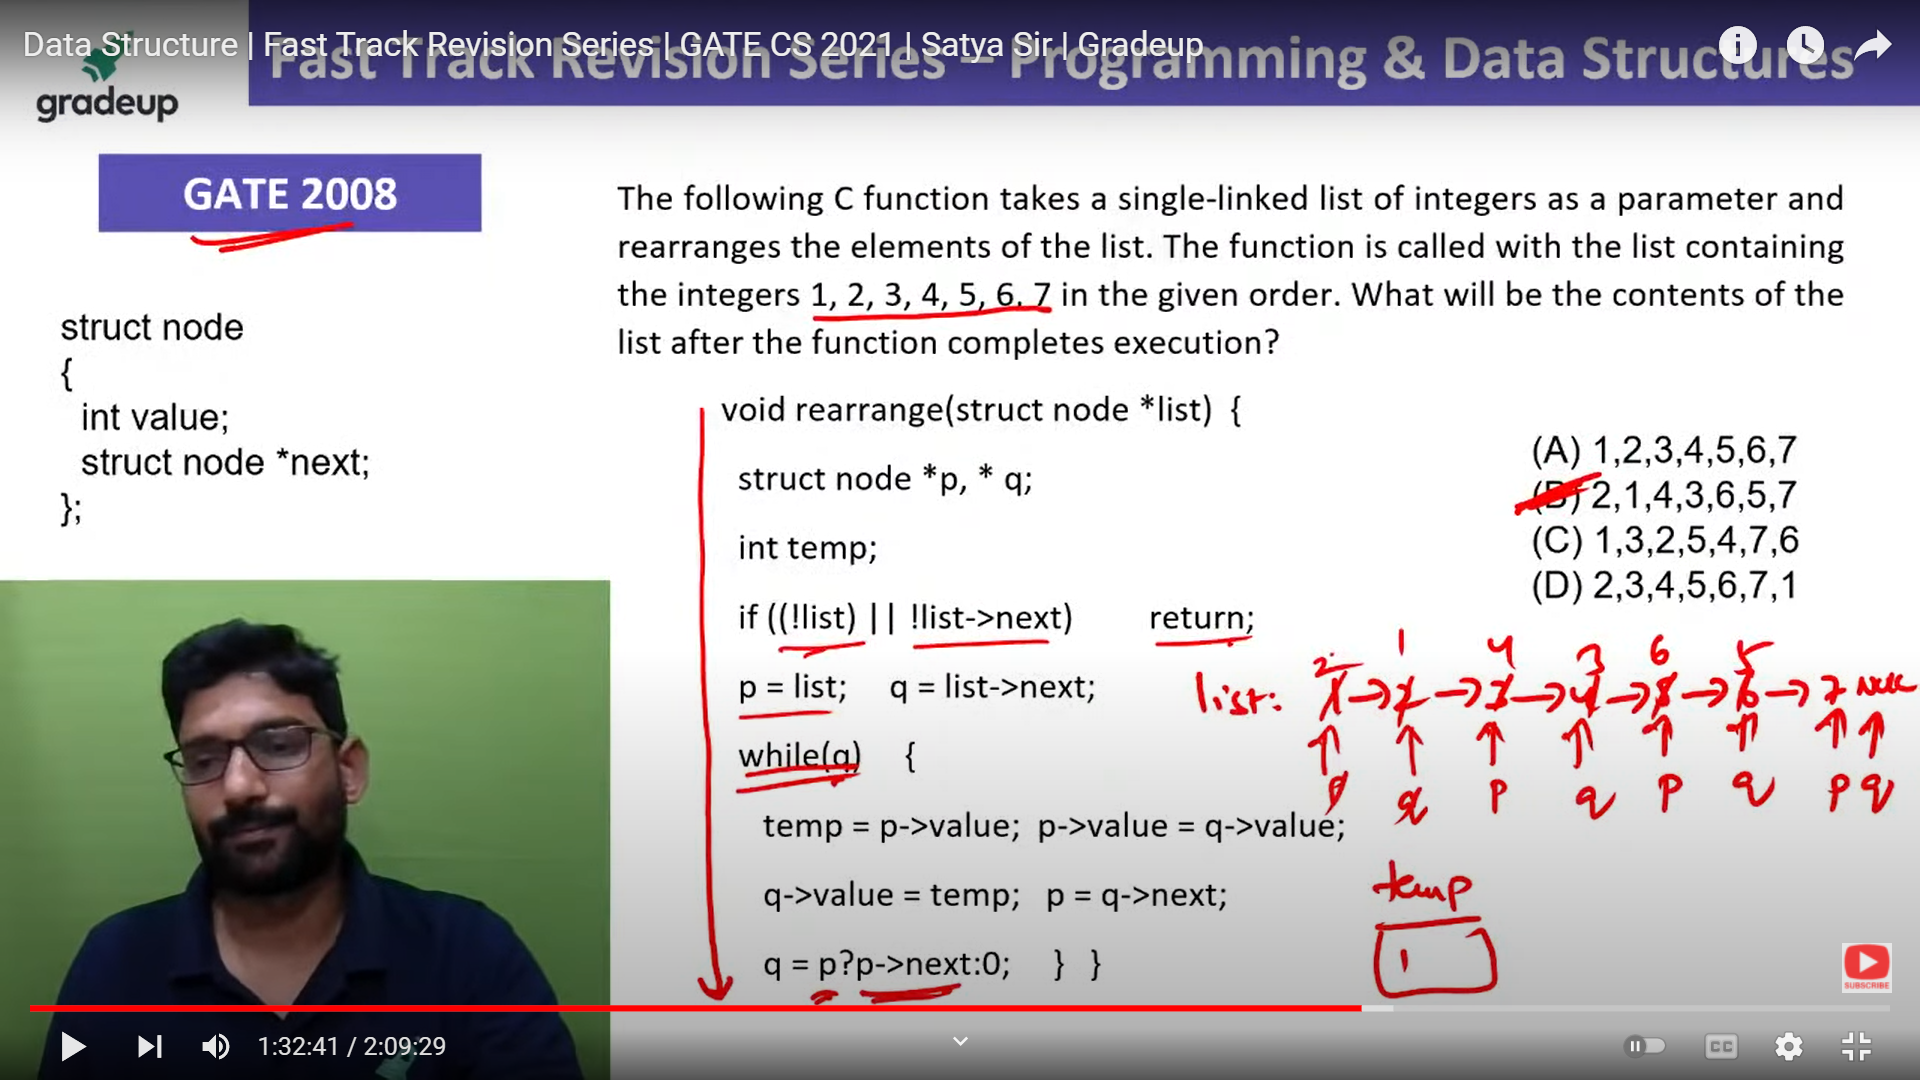 Data Structure | Fast Track Revision Series | GATE CS 2021 | Satya Sir | Gradeup
Fast Track Revision Series – Programming & Data Structures
gradeup
GATE 2008
The following C function takes a single-linked list of integers as a parameter and
rearranges the elements of the list. The function is called with the list containing
the integers 1, 2, 3, 4, 5, 6. 7 in the given order. What will be the contents of the
list after the function completes execution?
struct node
{
int value;
struct node *next;
};
void rearrange(struct node *list) {
struct node *p, * q;
int temp;
if ((!list) || !list->next) return;
p = list; q = list->next;
while(q) {
temp = p->value; p->value = q->value;
q->value = temp; p = q->next;
q = p?p->next:0; } }
(A) 1,2,3,4,5,6,7
(B) 2,1,4,3,6,5,7
(C) 1,3,2,5,4,7,6
(D) 2,3,4,5,6,7,1
2 1 4 3 6 5
list: 1 → 2 → 3 → 4 → 5 → 6 → 7 NULL
p q p q p q p q
temp
1
SUBSCRIBE
1:32:41 / 2:09:29
CC